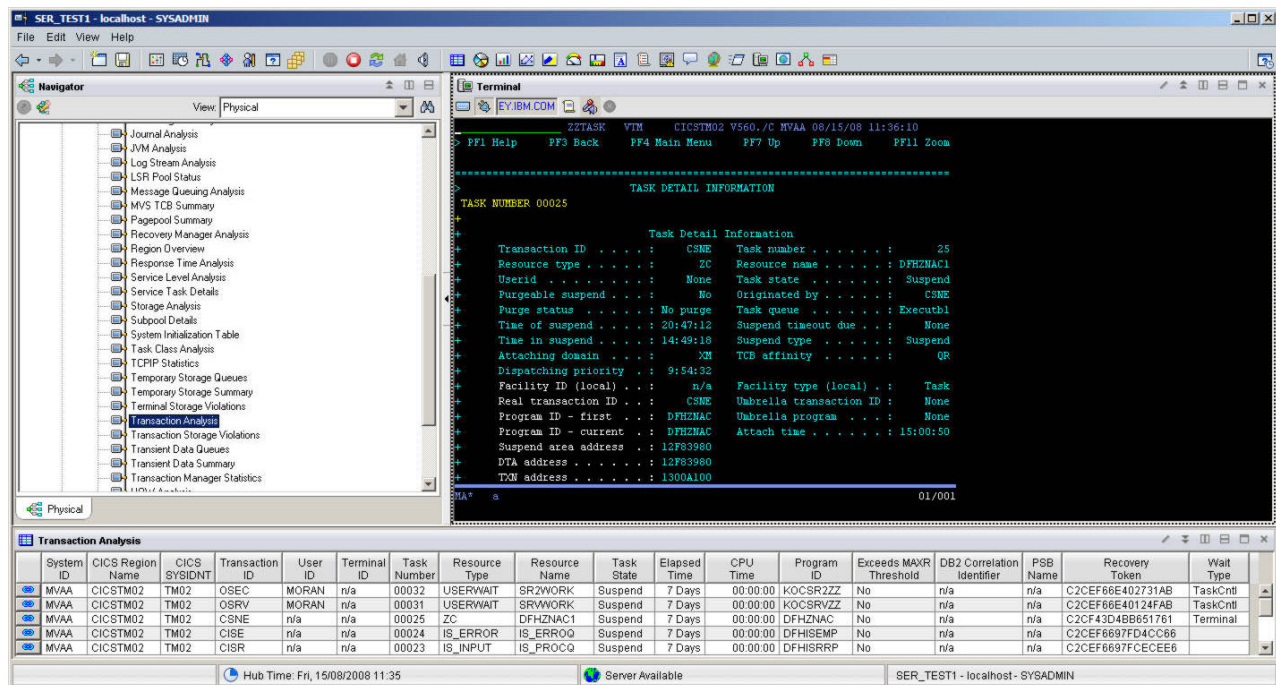 SER_TEST1 - localhost - SYSADMIN
File Edit View Help
Navigator
View: Physical
Journal Analysis
JVM Analysis
Log Stream Analysis
LSR Pool Status
Message Queuing Analysis
MVS TCB Summary
Pagepool Summary
Recovery Manager Analysis
Region Overview
Response Time Analysis
Service Level Analysis
Service Task Details
Storage Analysis
Subpool Details
System Initialization Table
Task Class Analysis
TCPIP Statistics
Temporary Storage Queues
Temporary Storage Summary
Terminal Storage Violations
Transaction Analysis
Transaction Storage Violations
Transient Data Queues
Transient Data Summary
Transaction Manager Statistics
Physical
Terminal
EY.IBM.COM
ZZTASK VTM CICSTM02 V560./C MVAA 08/15/08 11:36:10
> PF1 Help PF3 Back PF4 Main Menu PF7 Up PF8 Down PF11 Zoom
================================================================================
> TASK DETAIL INFORMATION
TASK NUMBER 00025
+
+ Task Detail Information
+ Transaction ID . . . . : CSNE Task number . . . . . . : 25
+ Resource type . . . . . : ZC Resource name . . . . . : DFHZNAC1
+ Userid . . . . . . . . : None Task state . . . . . . : Suspend
+ Purgeable suspend . . . : No Originated by . . . . . : CSNE
+ Purge status . . . . . : No purge Task queue . . . . . . : Executbl
+ Time of suspend . . . . : 20:47:12 Suspend timeout due . . : None
+ Time in suspend . . . . : 14:49:18 Suspend type . . . . . : Suspend
+ Attaching domain . . . : XM TCB affinity . . . . . : QR
+ Dispatching priority . : 9:54:32
+ Facility ID (local) . . : n/a Facility type (local) . : Task
+ Real transaction ID . . : CSNE Umbrella transaction ID : None
+ Program ID - first . . : DFHZNAC Umbrella program . . . : None
+ Program ID - current . : DFHZNAC Attach time . . . . . . : 15:00:50
+ Suspend area address . : 12F83980
+ DTA address . . . . . . : 12F83980
+ TXN address . . . . . . : 1300A100
MA* a 01/001
Transaction Analysis
System ID CICS Region Name CICS SYSIDNT Transaction ID User ID Terminal ID Task Number Resource Type Resource Name Task State Elapsed Time CPU Time Program ID Exceeds MAXR Threshold DB2 Correlation Identifier PSB Name Recovery Token Wait Type
MVAA CICSTM02 TM02 OSEC MORAN n/a 00032 USERWAIT SR2WORK Suspend 7 Days 00:00:00 KOCSR2ZZ No n/a n/a C2CEF66E402731AB TaskCntl
MVAA CICSTM02 TM02 OSRV MORAN n/a 00031 USERWAIT SRVWORK Suspend 7 Days 00:00:00 KOCSRVZZ No n/a n/a C2CEF66E40124FAB TaskCntl
MVAA CICSTM02 TM02 CSNE n/a n/a 00025 ZC DFHZNAC1 Suspend 7 Days 00:00:00 DFHZNAC No n/a n/a C2CF43D4BB651761 Terminal
MVAA CICSTM02 TM02 CISE n/a n/a 00024 IS_ERROR IS_ERROQ Suspend 7 Days 00:00:00 DFHISEMP No n/a n/a C2CEF6697FD4CC66
MVAA CICSTM02 TM02 CISR n/a n/a 00023 IS_INPUT IS_PROCQ Suspend 7 Days 00:00:00 DFHISRRP No n/a n/a C2CEF6697FCECEE6
Hub Time: Fri, 15/08/2008 11:35 Server Available SER_TEST1 - localhost - SYSADMIN